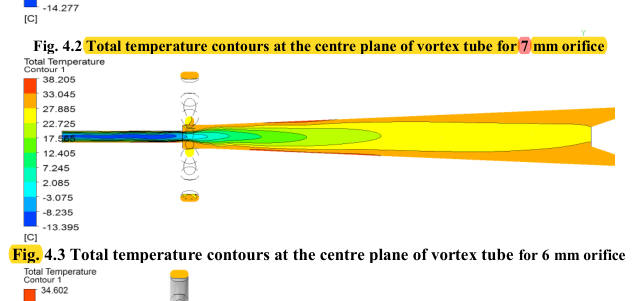 -14.277
[C]
Fig. 4.2 Total temperature contours at the centre plane of vortex tube for 7 mm orifice
Total Temperature
Contour 1
38.205
33.045
27.885
22.725
17.565
12.405
7.245
2.085
-3.075
-8.235
-13.395
[C]
Fig. 4.3 Total temperature contours at the centre plane of vortex tube for 6 mm orifice
Total Temperature
Contour 1
34.602